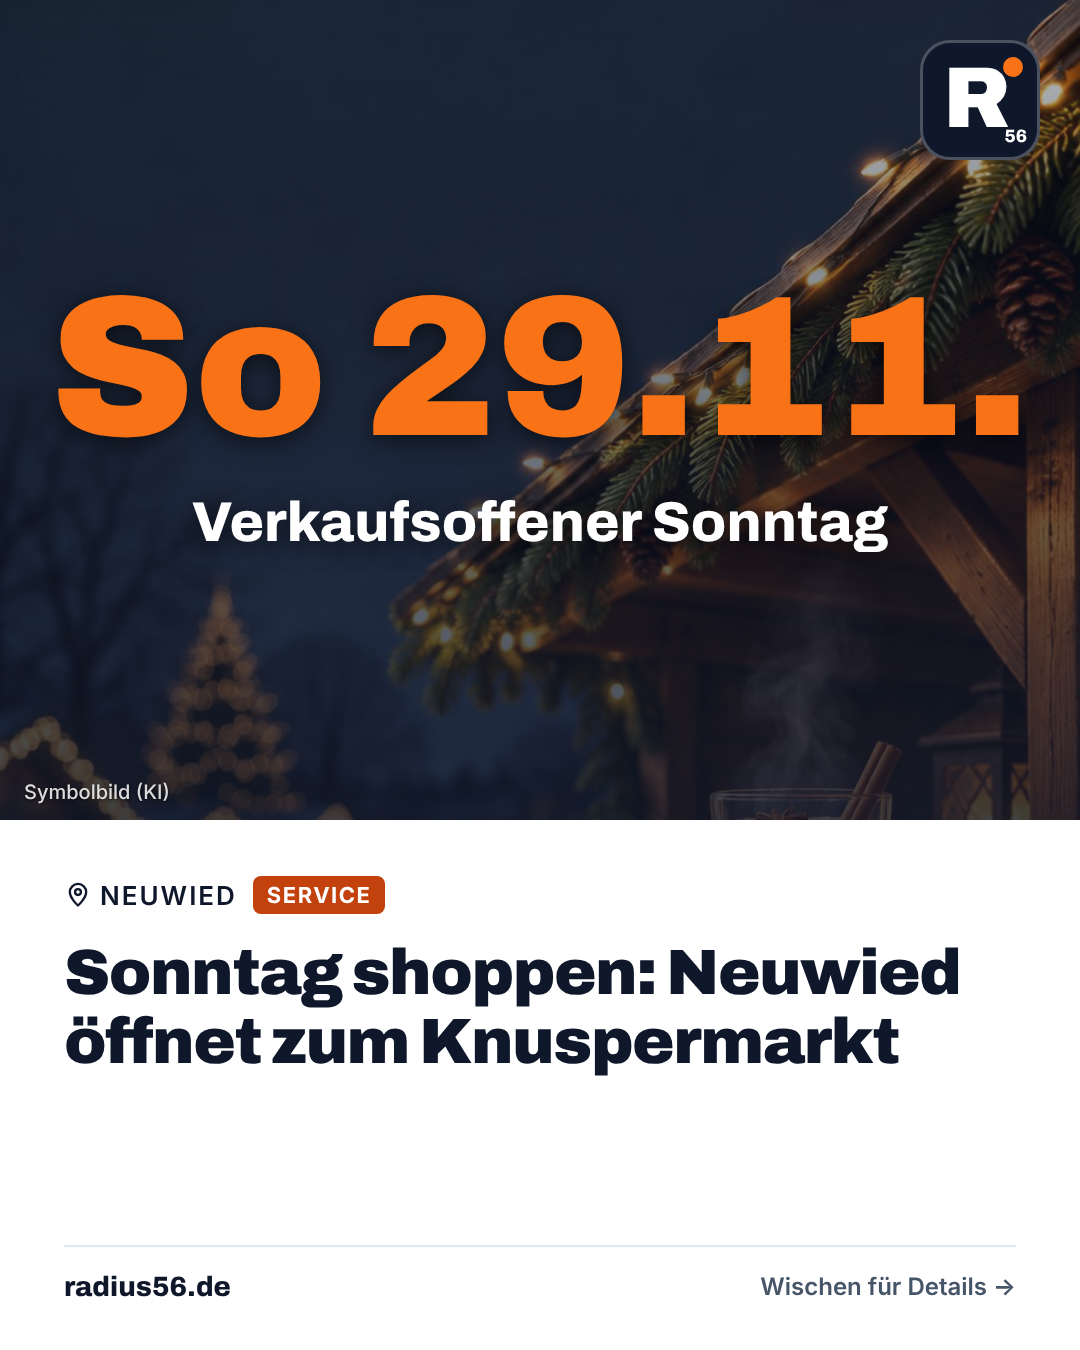 R
56
So 29.11.
Verkaufsoffener Sonntag
Symbolbild (KI)
NEUWIED SERVICE
Sonntag shoppen: Neuwied
öffnet zum Knuspermarkt
radius56.de
Wischen für Details →